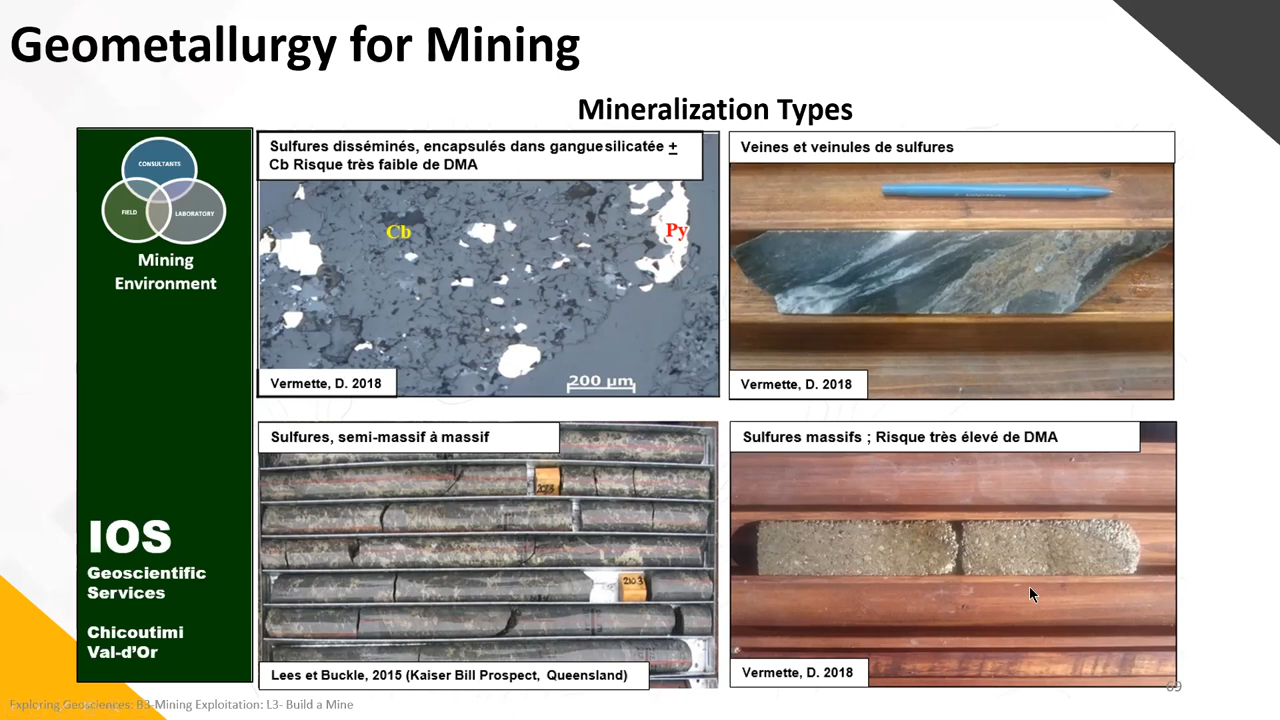 Geometallurgy for Mining
Mineralization Types
CONSULTANTS
FIELD
LABORATORY
Mining
Environment
IOS
Geoscientific
Services
Chicoutimi
Val-d'Or
Sulfures disséminés, encapsulés dans ganguesilicatée ±
Cb Risque très faible de DMA
Cb
Py
200 µm
Vermette, D. 2018
Veines et veinules de sulfures
Vermette, D. 2018
Sulfures, semi-massif à massif
Lees et Buckle, 2015 (Kaiser Bill Prospect, Queensland)
Sulfures massifs ; Risque très élevé de DMA
Vermette, D. 2018
69
Exploring Geosciences: B3-Mining Exploitation: L3- Build a Mine